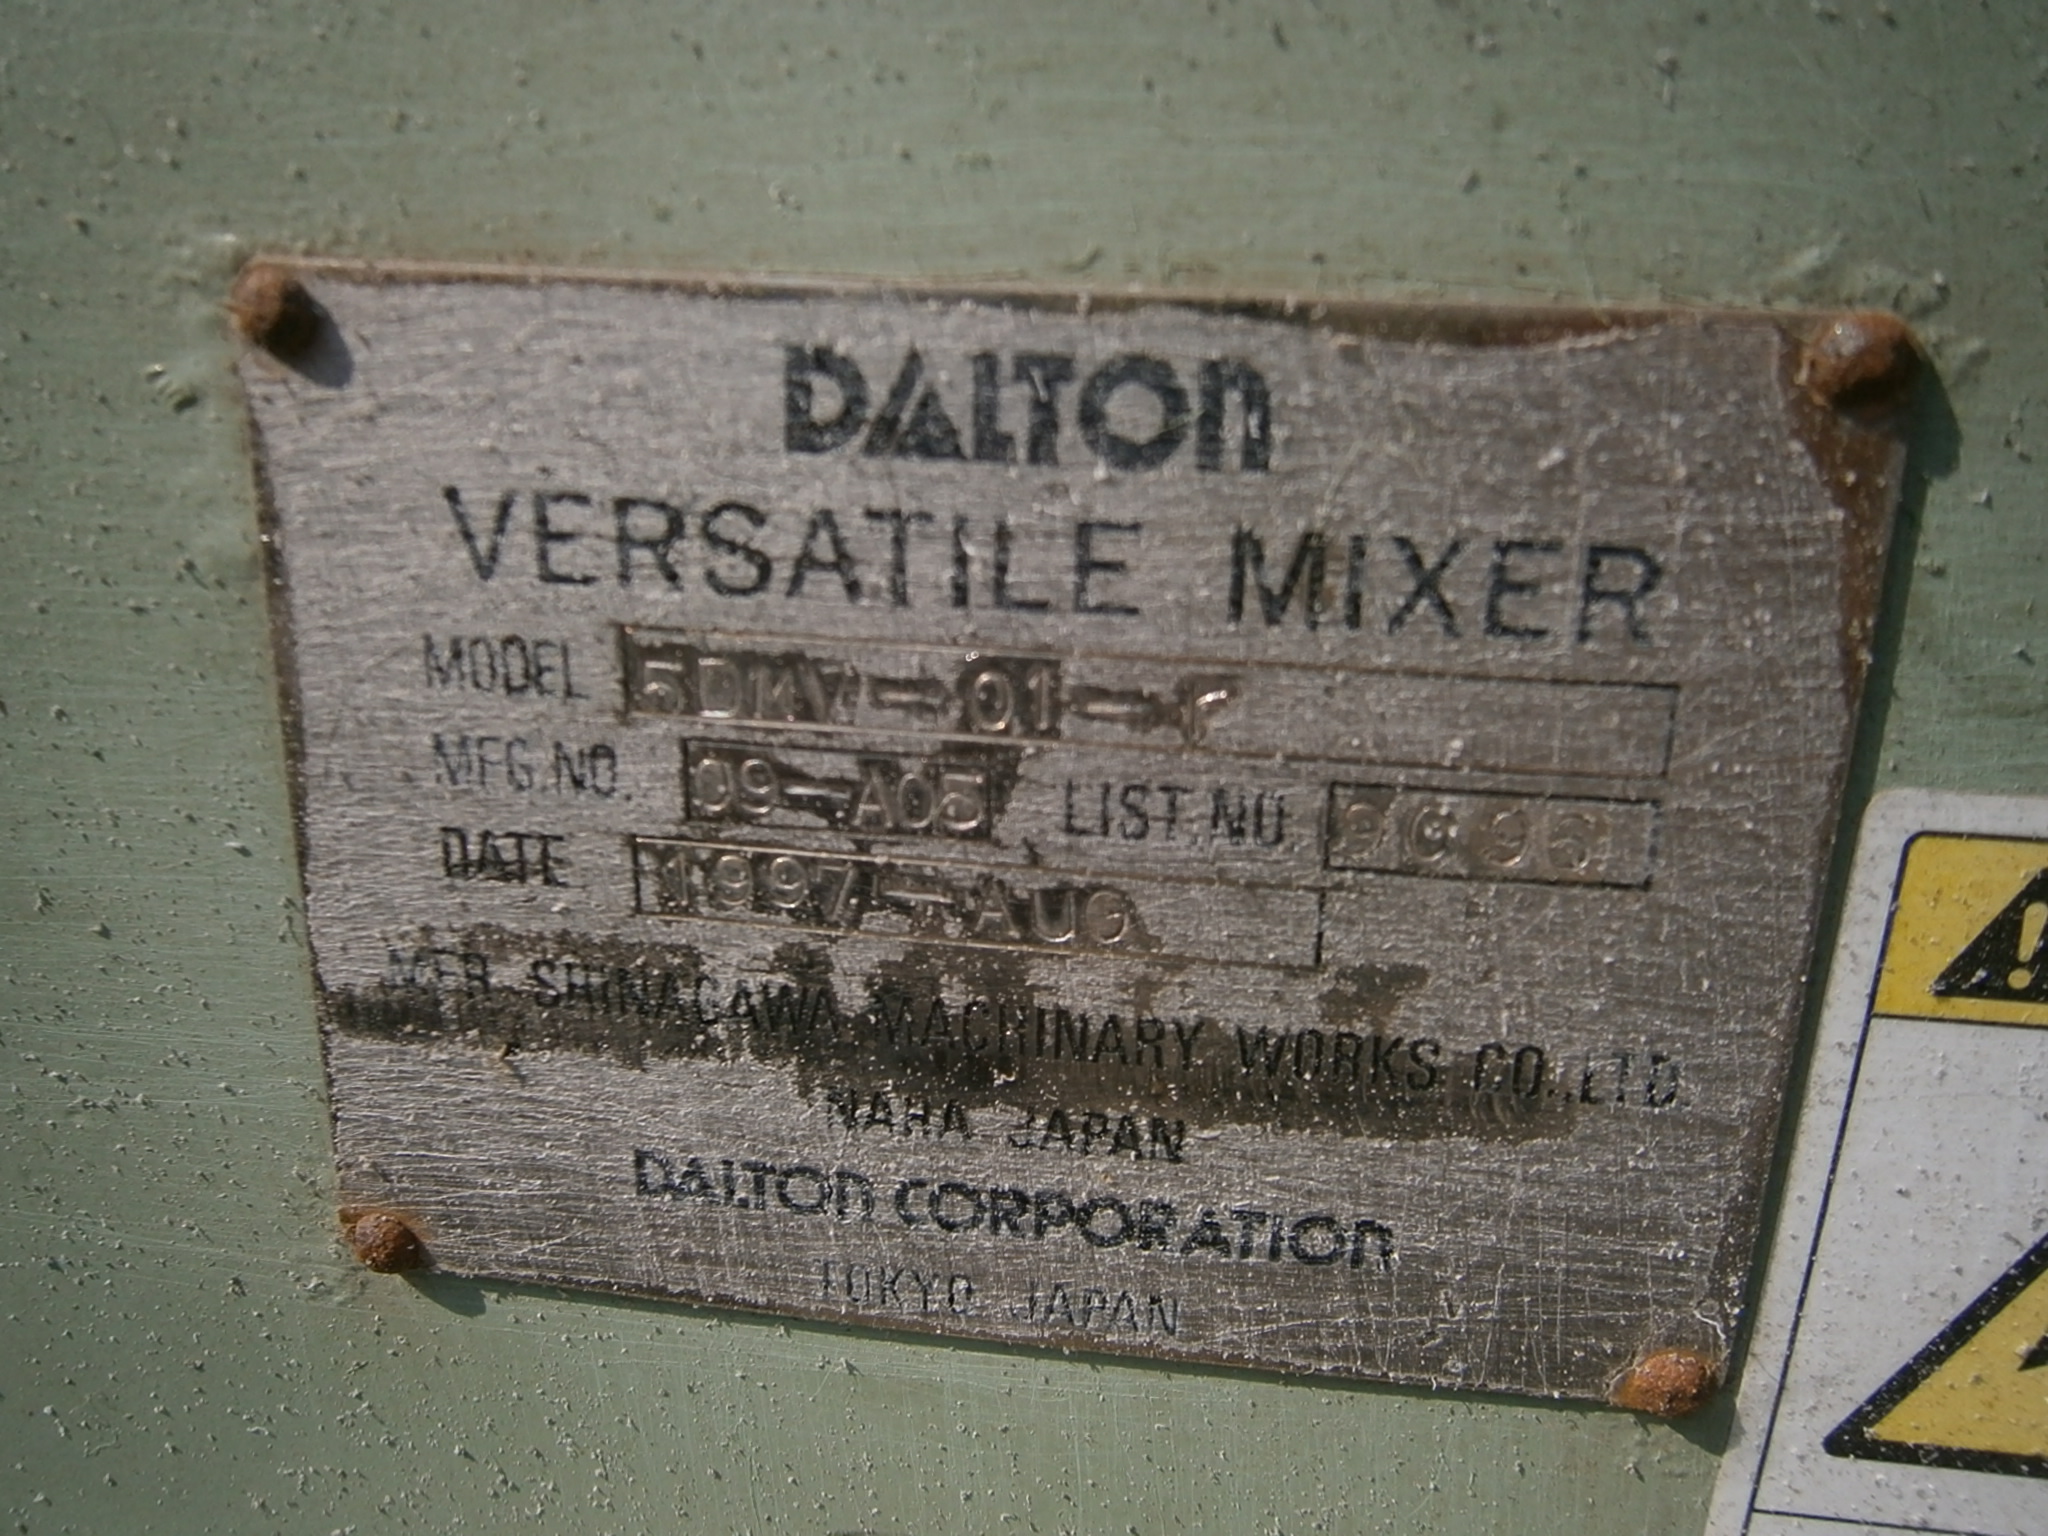 DALTON
VERSATILE MIXER
MODEL 5DMV-01-r
MFG.NO. 09-A05 LIST.NO. 9096
DATE 1997-AUG
MFR. SHINAGAWA MACHINARY WORKS CO.,LTD.
NARA JAPAN
DALTON CORPORATION
TOKYO JAPAN